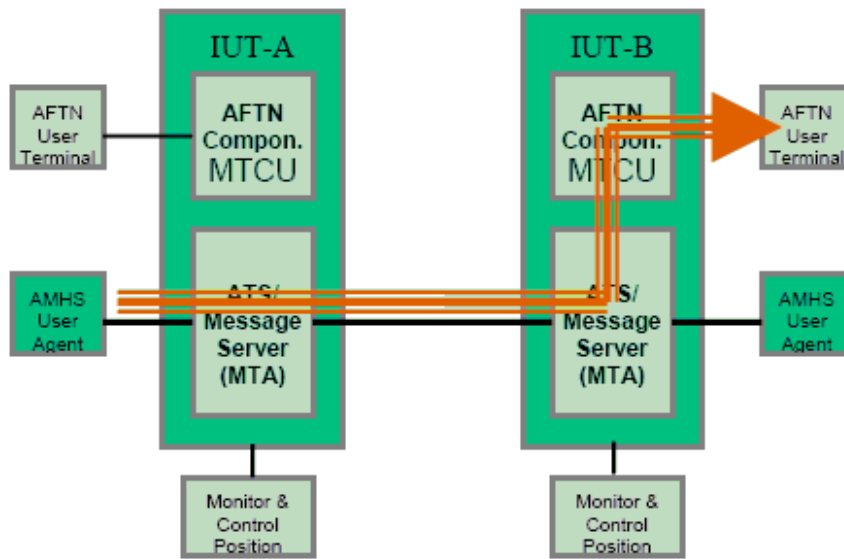 IUT-A
IUT-B
AFTN
User
Terminal
AFTN
Compon.
MTCU
AFTN
Compon.
MTCU
AFTN
User
Terminal
AMHS
User
Agent
ATS/
Message
Server
(MTA)
ATS/
Message
Server
(MTA)
AMHS
User
Agent
Monitor &
Control
Position
Monitor &
Control
Position